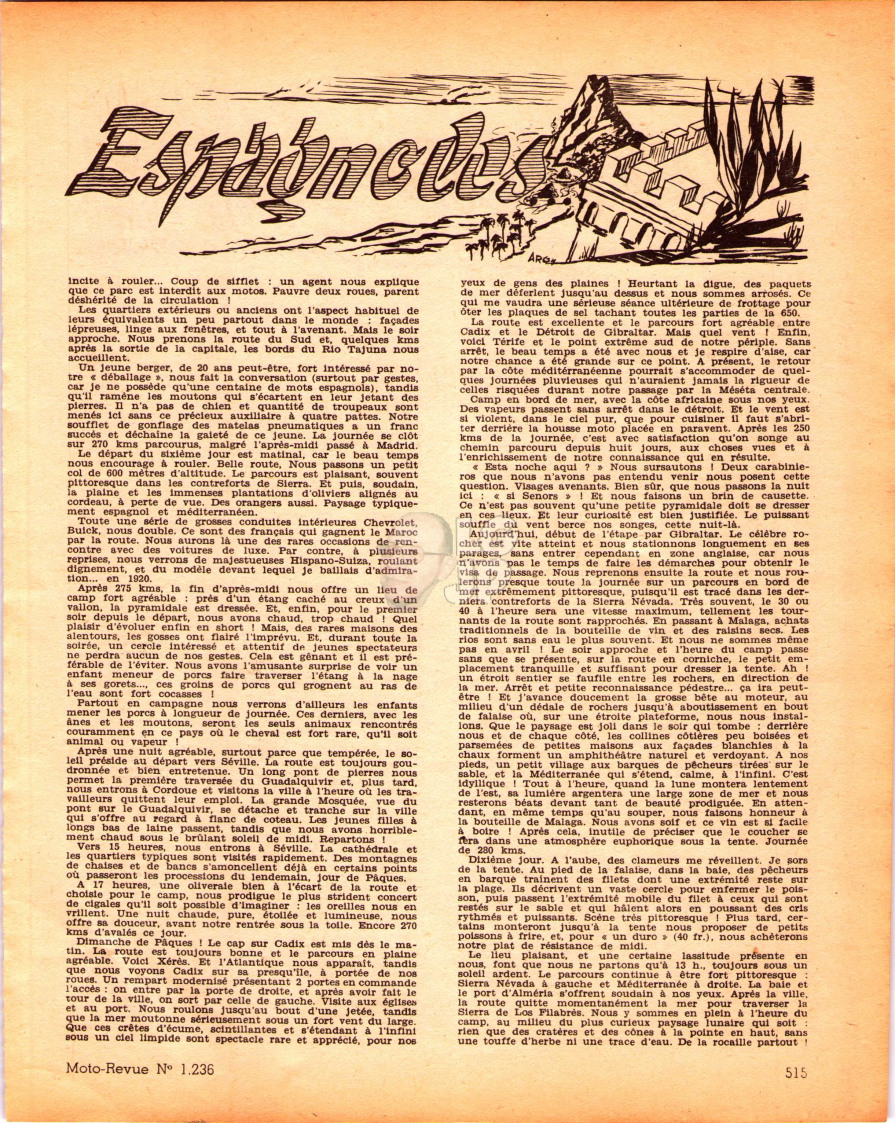 Espagnoles
ARG
incite à rouler... Coup de sifflet : un agent nous explique
que ce parc est interdit aux motos. Pauvre deux roues, parent
déshérité de la circulation !
Les quartiers extérieurs ou anciens ont l'aspect habituel de
leurs équivalents un peu partout dans le monde : façades
lépreuses, linge aux fenêtres, et tout à l'avenant. Mais le soir
approche. Nous prenons la route du Sud et, quelques kms
après la sortie de la capitale, les bords du Rio Tajuna nous
accueillent.
Un jeune berger, de 20 ans peut-être, fort intéressé par no-
tre « déballage », nous fait la conversation (surtout par gestes,
car je ne possède qu'une centaine de mots espagnols), tandis
qu'il ramène les moutons qui s'écartent en leur jetant des
pierres. Il n'a pas de chien et quantité de troupeaux sont
menés ici sans ce précieux auxiliaire à quatre pattes. Notre
soufflet de gonflage des matelas pneumatiques a un franc
succès et déchaîne la gaieté de ce jeune. La journée se clôt
sur 270 kms parcourus, malgré l'après-midi passé à Madrid.
Le départ du sixième jour est matinal, car le beau temps
nous encourage à rouler. Belle route, Nous passons un petit
col de 600 mètres d'altitude. Le parcours est plaisant, souvent
pittoresque dans les contreforts de Sierra. Et puis, soudain,
la plaine et les immenses plantations d'oliviers alignés au
cordeau, à perte de vue. Des orangers aussi. Paysage typique-
ment espagnol et méditerranéen.
Toute une série de grosses conduites intérieures Chevrolet,
Buick, nous double. Ce sont des français qui gagnent le Maroc
par la route. Nous aurons là une des rares occasions de ren-
contre avec des voitures de luxe. Par contre, à plusieurs
reprises, nous verrons de majestueuses Hispano-Suiza, roulant
dignement, et du modèle devant lequel je baillais d'admira-
tion... en 1920.
Après 275 kms, la fin d'après-midi nous offre un lieu de
camp fort agréable : près d'un étang caché au creux d'un
vallon, la pyramidale est dressée. Et, enfin, pour le premier
soir depuis le départ, nous avons chaud, trop chaud ! Quel
plaisir d'évoluer enfin en short ! Mais, des rares maisons des
alentours, les gosses ont flairé l'imprévu. Et, durant toute la
soirée, un cercle intéressé et attentif de jeunes spectateurs
ne perdra aucun de nos gestes. Cela est gênant et il est pré-
férable de l'éviter. Nous avons l'amusante surprise de voir un
enfant meneur de porcs faire traverser l'étang à la nage
à ses gorets..., ces groins de porcs qui grognent au ras de
l'eau sont fort cocasses !
Partout en campagne nous verrons d'ailleurs les enfants
mener les porcs à longueur de journée. Ces derniers, avec les
ânes et les moutons, seront les seuls animaux rencontrés
couramment en ce pays où le cheval est fort rare, qu'il soit
animal ou vapeur !
Après une nuit agréable, surtout parce que tempérée, le so-
leil préside au départ vers Séville. La route est toujours gou-
dronnée et bien entretenue. Un long pont de pierres nous
permet la première traversée du Guadalquivir et, plus tard,
nous entrons à Cordoue et visitons la ville à l'heure où les tra-
vailleurs quittent leur emploi. La grande Mosquée, vue du
pont sur le Guadalquivir, se détache et tranche sur la ville
qui s'offre au regard à flanc de coteau. Les jeunes filles à
longs bas de laine passent, tandis que nous avons horrible-
ment chaud sous le brûlant soleil de midi. Repartons !
Vers 15 heures, nous entrons à Séville. La cathédrale et
les quartiers typiques sont visités rapidement. Des montagnes
de chaises et de bancs s'amoncellent déjà en certains points
où passeront les processions du lendemain, jour de Pâques.
A 17 heures, une oliveraie bien à l'écart de la route et
choisie pour le camp, nous prodigue le plus strident concert
de cigales qu'il soit possible d'imaginer : les oreilles nous en
vrillent. Une nuit chaude, pure, étoilée et lumineuse, nous
offre sa douceur, avant notre rentrée sous la toile. Encore 270
kms d'avalés ce jour.
Dimanche de Pâques ! Le cap sur Cadix est mis dès le ma-
tin. La route est toujours bonne et le parcours en plaine
agréable. Voici Xérès. Et l'Atlantique nous apparaît, tandis
que nous voyons Cadix sur sa presqu'île, à portée de nos
roues. Un rempart modernisé présentant 2 portes en commande
l'accès : on entre par la porte de droite, et après avoir fait le
tour de la ville, on sort par celle de gauche. Visite aux églises
et au port. Nous roulons jusqu'au bout d'une jetée, tandis
que la mer moutonne sérieusement sous un fort vent du large.
Que ces crêtes d'écume, scintillantes et s'étendant à l'infini
sous un ciel limpide sont spectacle rare et apprécié, pour nos
yeux de gens des plaines ! Heurtant la digue, des paquets
de mer déferlent jusqu'au dessus et nous sommes arrosés. Ce
qui me vaudra une sérieuse séance ultérieure de frottage pour
ôter les plaques de sel tachant toutes les parties de la 650.
La route est excellente et le parcours fort agréable entre
Cadix et le Détroit de Gibraltar. Mais quel vent ! Enfin,
voici Térife et le point extrême sud de notre périple. Sans
arrêt, le beau temps a été avec nous et je respire d'aise, car
notre chance a été grande sur ce point. A présent, le retour
par la côte méditérranéenne pourrait s'accommoder de quel-
ques journées pluvieuses qui n'auraient jamais la rigueur de
celles risquées durant notre passage par la Méséta centrale.
Camp en bord de mer, avec la côte africaine sous nos yeux.
Des vapeurs passent sans arrêt dans le détroit. Et le vent est
si violent, dans le ciel pur, que pour cuisiner il faut s'abri-
ter derrière la housse moto placée en paravent. Après les 250
kms de la journée, c'est avec satisfaction qu'on songe au
chemin parcouru depuis huit jours, aux choses vues et à
l'enrichissement de notre connaissance qui en résulte.
« Esta noche aqui ? » Nous sursautons ! Deux carabinie-
ros que nous n'avons pas entendu venir nous posent cette
question. Visages avenants. Bien sûr, que nous passons la nuit
ici : « si Senors » ! Et nous faisons un brin de causette.
Ce n'est pas souvent qu'une petite pyramidale doit se dresser
en ces lieux. Et leur curiosité est bien justifiée. Le puissant
souffle du vent berce nos songes, cette nuit-là.
Aujourd'hui, début de l'étape par Gibraltar. Le célèbre ro-
cher est vite atteint et nous stationnons longuement en ses
parages, sans entrer cependant en zone anglaise, car nous
n'avons pas le temps de faire les démarches pour obtenir le
visa de passage. Nous reprenons ensuite la route et nous rou-
lerons presque toute la journée sur un parcours en bord de
mer extrêmement pittoresque, puisqu'il est tracé dans les der-
niers contreforts de la Sierra Névada. Très souvent, le 30 ou
40 à l'heure sera une vitesse maximum, tellement les tour-
nants de la route sont rapprochés. En passant à Malaga, achats
traditionnels de la bouteille de vin et des raisins secs. Les
rios sont sans eau le plus souvent. Et nous ne sommes même
pas en avril ! Le soir approche et l'heure du camp passe
sans que se présente, sur la route en corniche, le petit em-
placement tranquille et suffisant pour dresser la tente. Ah !
un étroit sentier se faufile entre les rochers, en direction de
la mer. Arrêt et petite reconnaissance pédestre... ça ira peut-
être ! Et j'avance doucement la grosse bête au moteur, au
milieu d'un dédale de rochers jusqu'à aboutissement en bout
de falaise où, sur une étroite plateforme, nous nous instal-
lons. Que le paysage est joli dans le soir qui tombe : derrière
nous et de chaque côté, les collines côtières peu boisées et
parsemées de petites maisons aux façades blanchies à la
chaux forment un amphithéâtre naturel et verdoyant. A nos
pieds, un petit village aux barques de pêcheurs tirées sur le
sable, et la Méditerranée qui s'étend, calme, à l'infini. C'est
idyllique ! Tout à l'heure, quand la lune montera lentement
de l'est, sa lumière argentera une large zone de mer et nous
resterons béats devant tant de beauté prodiguée. En atten-
dant, en même temps qu'au souper, nous faisons honneur à
la bouteille de Malaga. Nous avons soif et ce vin est si facile
à boire ! Après cela, inutile de préciser que le coucher se
fera dans une atmosphère euphorique sous la tente. Journée
de 280 kms.
Dixième jour. A l'aube, des clameurs me réveillent. Je sors
de la tente. Au pied de la falaise, dans la baie, des pêcheurs
en barque trainent des filets dont une extrémité reste sur
la plage. Ils décrivent un vaste cercle pour enfermer le pois-
son, puis passent l'extrémité mobile du filet à ceux qui sont
restés sur le sable et qui hâlent alors en poussant des cris
rythmés et puissants. Scène très pittoresque ! Plus tard, cer-
tains monteront jusqu'à la tente nous proposer de petits
poissons à frire, et, pour « un duro » (40 fr.), nous achèterons
notre plat de résistance de midi.
Le lieu plaisant, et une certaine lassitude présente en
nous, font que nous ne partons qu'à 13 h., toujours sous un
soleil ardent. Le parcours continue à être fort pittoresque :
Sierra Névada à gauche et Méditerranée à droite. La baie et
le port d'Alméria s'offrent soudain à nos yeux. Après la ville,
la route quitte momentanément la mer pour traverser la
Sierra de Los Filabrés. Nous y sommes en plein à l'heure du
camp, au milieu du plus curieux paysage lunaire qui soit :
rien que des cratères et des cônes à la pointe en haut, sans
une touffe d'herbe ni une trace d'eau. De la rocaille partout !
Moto-Revue N° 1.236
515